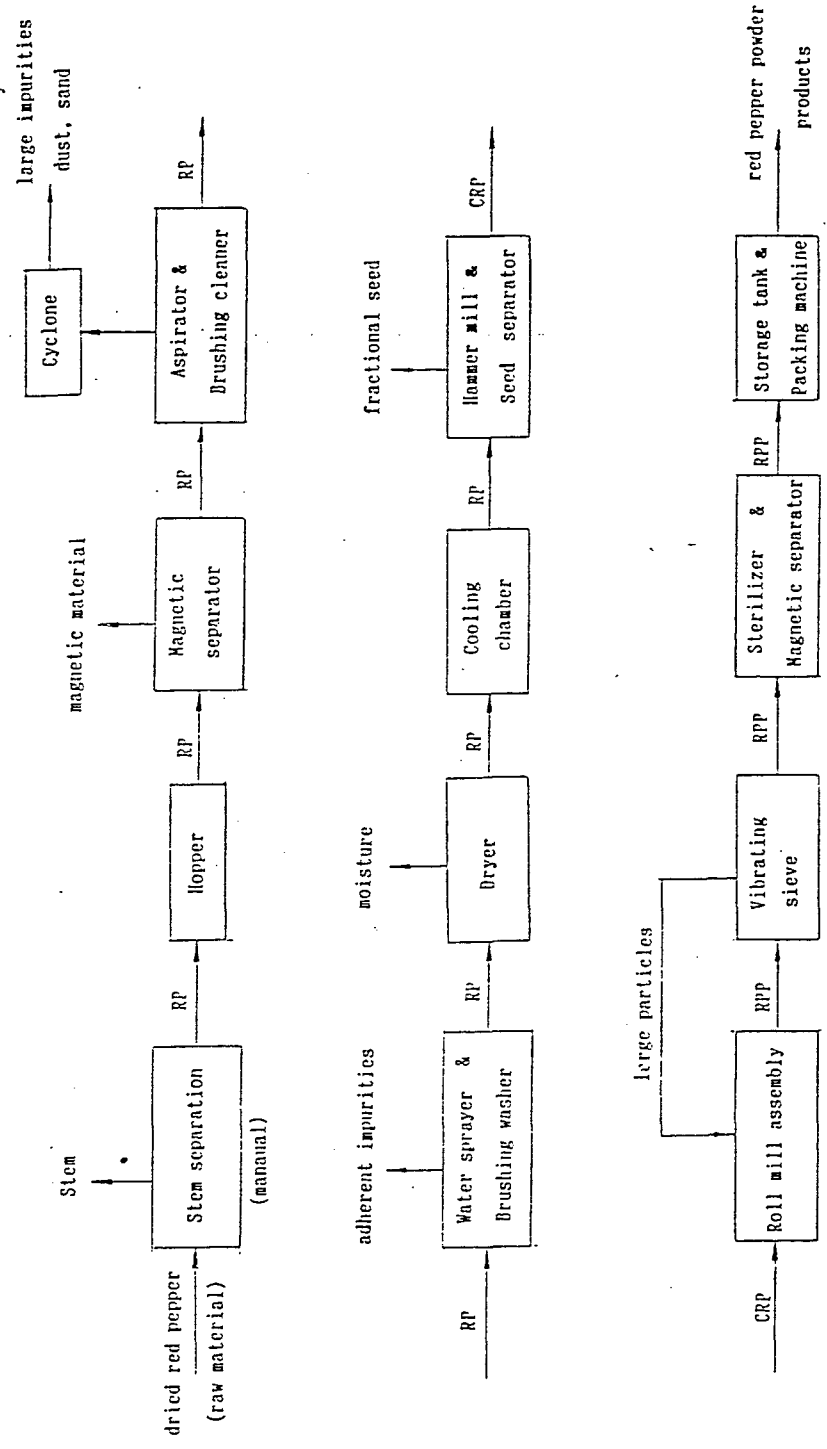 dried red pepper
(raw material)
Stem
Stem separation
(manaual)
RP
Hopper
RP
magnetic material
Magnetic
separator
RP
large impurities
dust, sand
Cyclone
Aspirator &
Brushing clenner
RP
RP
adherent impurities
Water sprayer &
Brushing washer
RP
moisture
Dryer
RP
Cooling
chamber
RP
fractional seed
Hammer mill &
Seed separator
CRP
CRP
Roll mill assembly
large particles
RPP
Vibrating
sieve
RPP
Sterilizer &
Magnetic separator
RPP
Storage tank &
Packing machine
red pepper powder
products